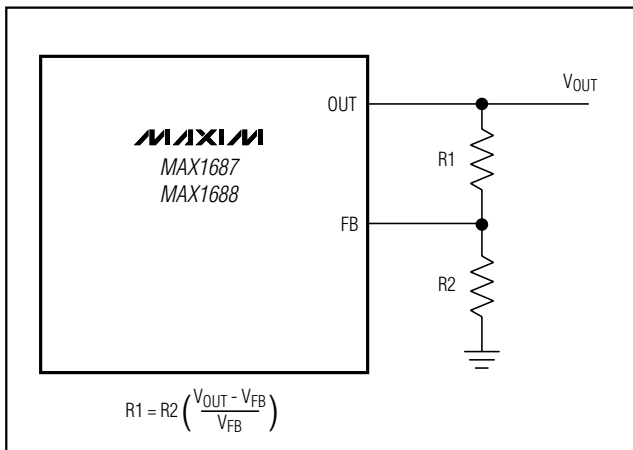 V_OUT
OUT
MAXIM
MAX1687
MAX1688
R1
FB
R2
R1 = R2 ( (V_OUT - V_FB) / V_FB )